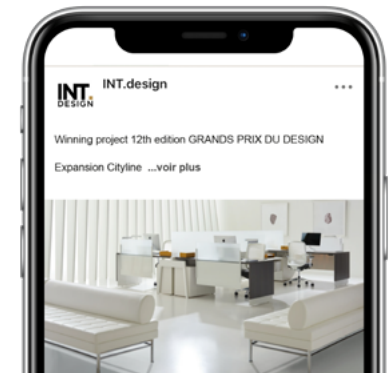 INT.
DESIGN
INT.design
Winning project 12th edition GRANDS PRIX DU DESIGN
Expansion Cityline ...voir plus